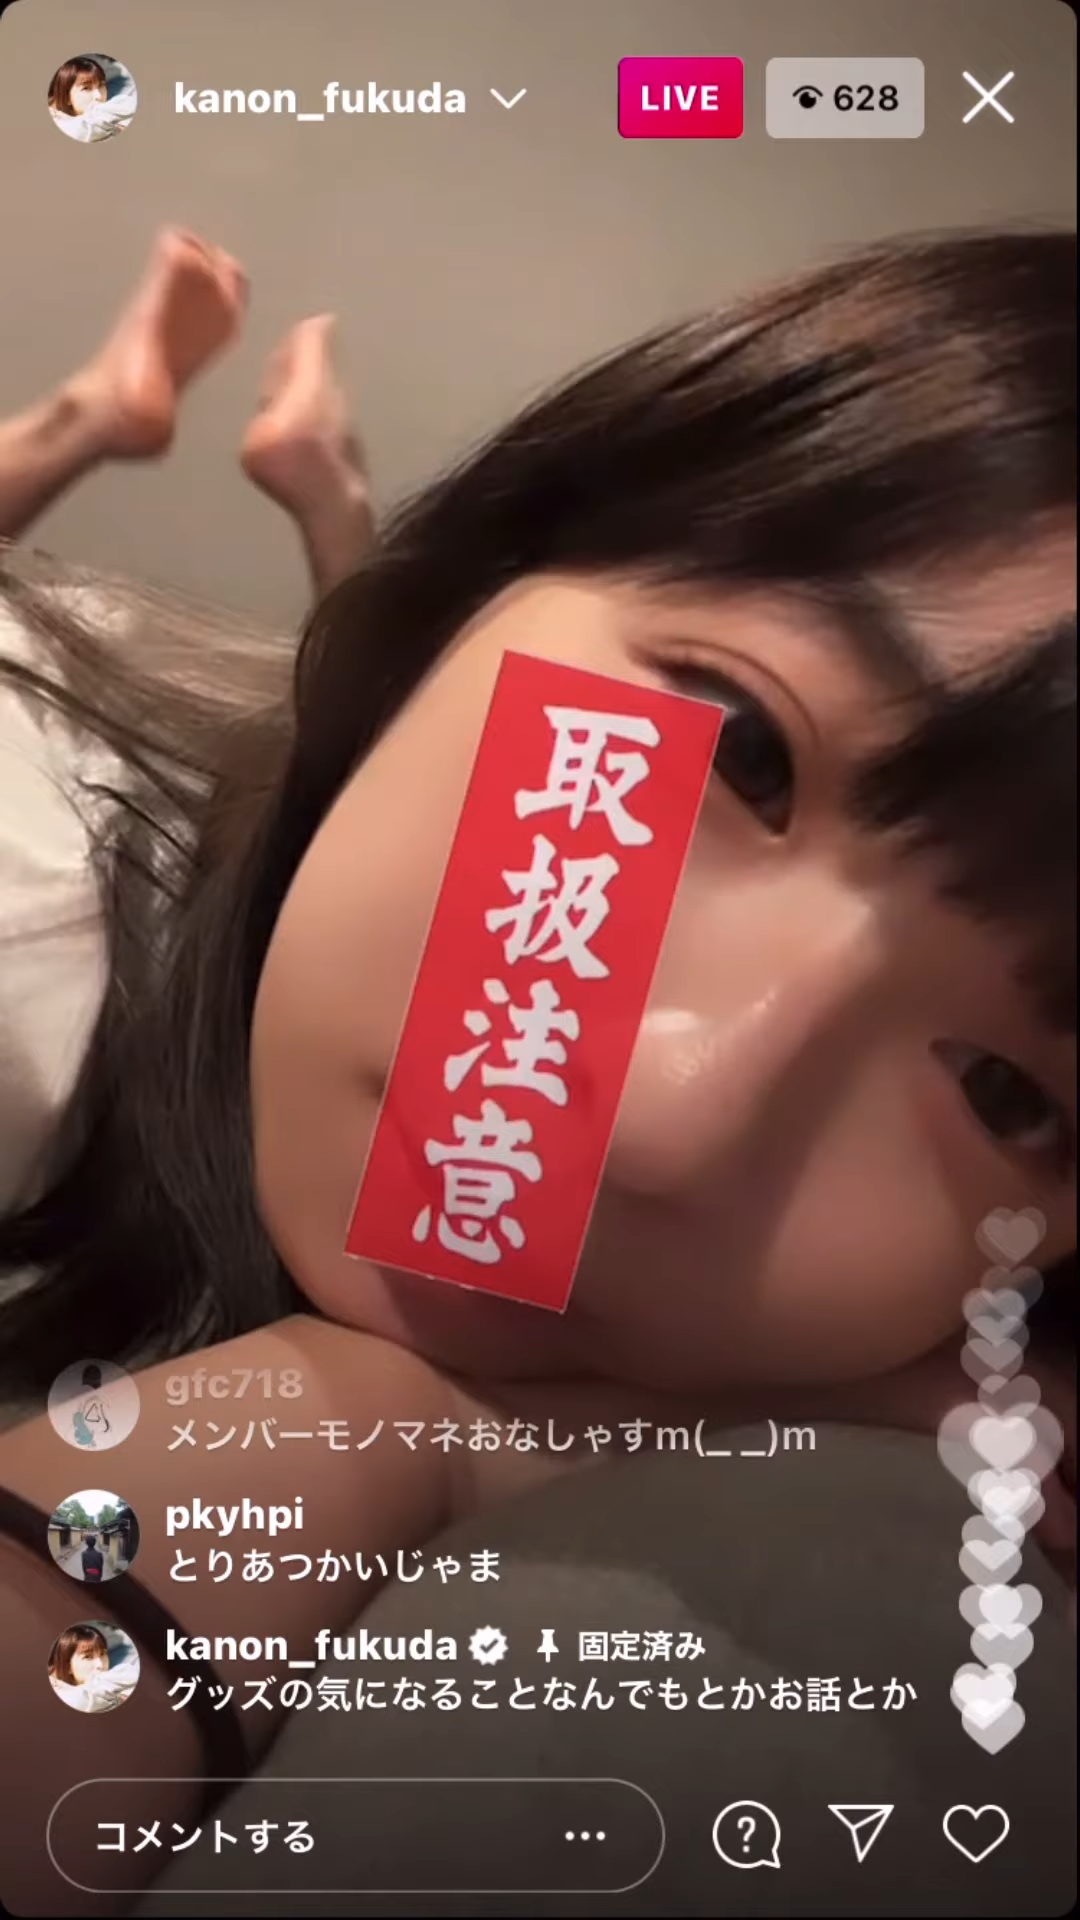 kanon_fukuda
LIVE
628
取扱注意
gfc718
メンバーモノマネおなしゃすm(_ _)m
pkyhpi
とりあつかいじゃま
kanon_fukuda 固定済み
グッズの気になることなんでもとかお話とか
コメントする